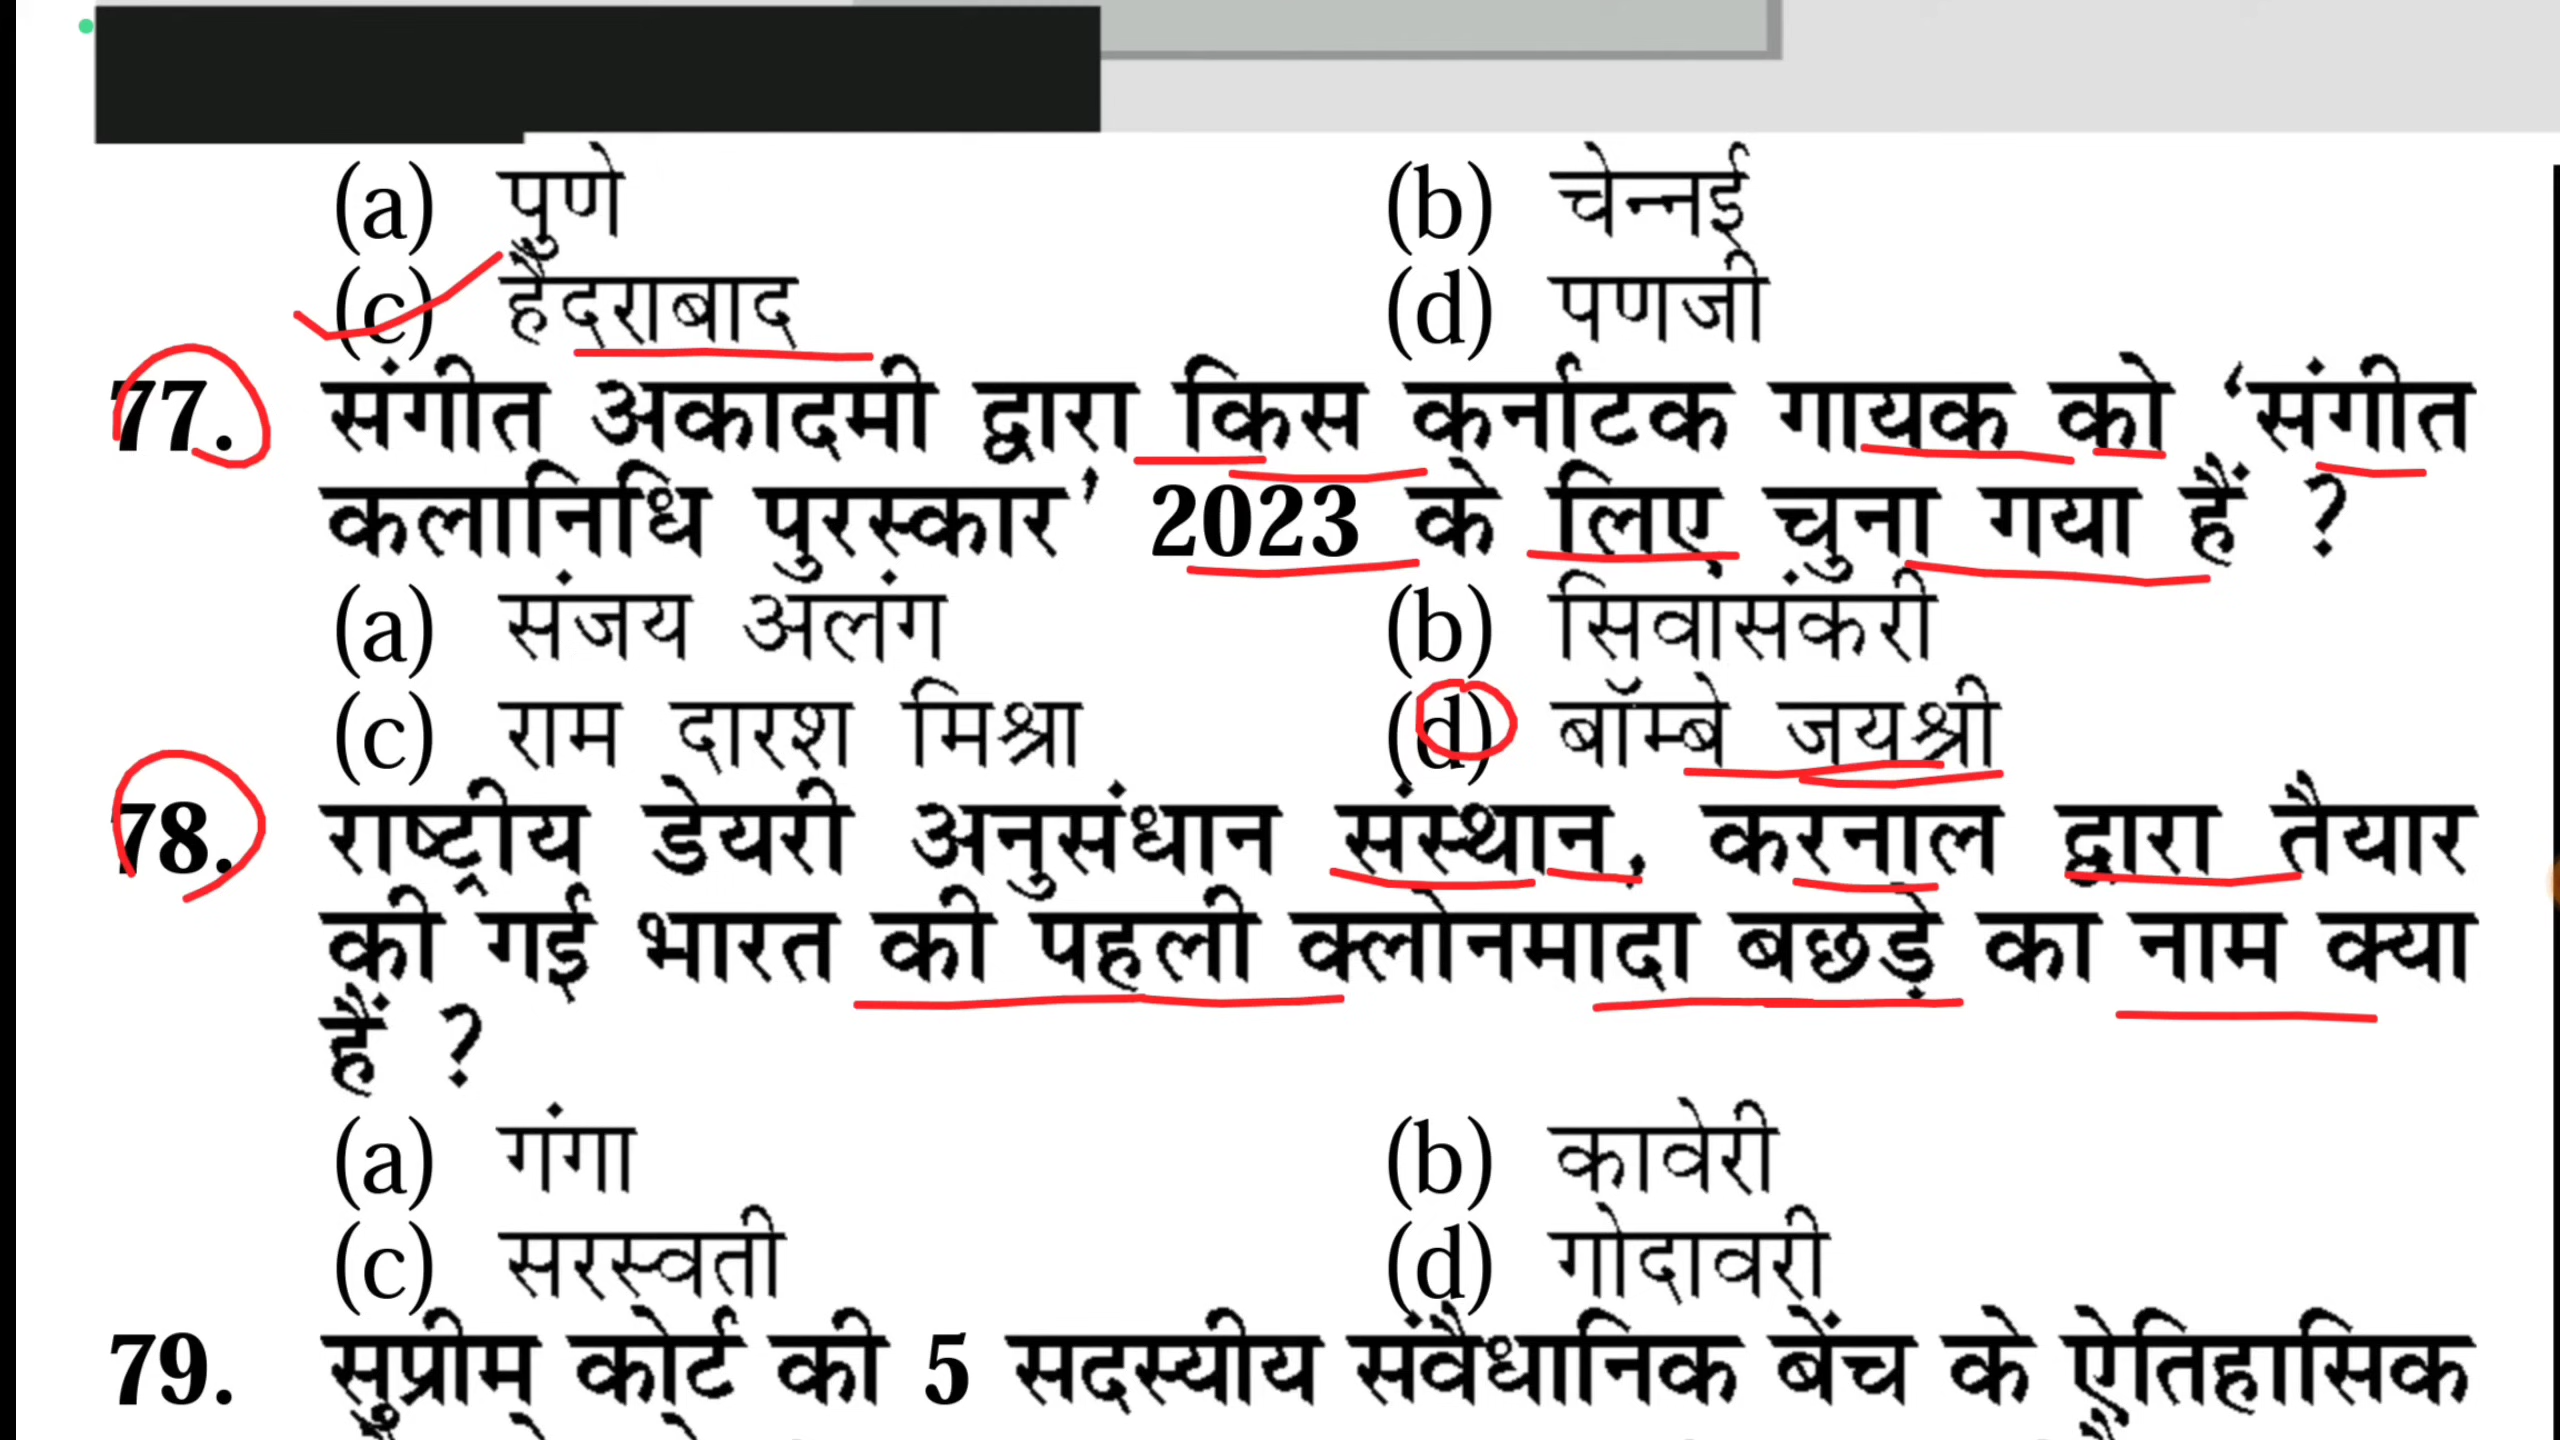 (a) पुणे (b) चेन्नई
(c) हैदराबाद (d) पणजी
77. संगीत अकादमी द्वारा किस कर्नाटक गायक को ‘संगीत
कलानिधि पुरस्कार’ 2023 के लिए चुना गया हैं ?
(a) संजय अलंग (b) सिवांसंकरी
(c) राम दारश मिश्रा (d) बॉम्बे जयश्री
78. राष्ट्रीय डेयरी अनुसंधान संस्थान, करनाल द्वारा तैयार
की गई भारत की पहली क्लोनमादा बछड़े का नाम क्या
हैं ?
(a) गंगा (b) कावेरी
(c) सरस्वती (d) गोदावरी
79. सुप्रीम कोर्ट की 5 सदस्यीय संवैधानिक बेंच के ऐतिहासिक